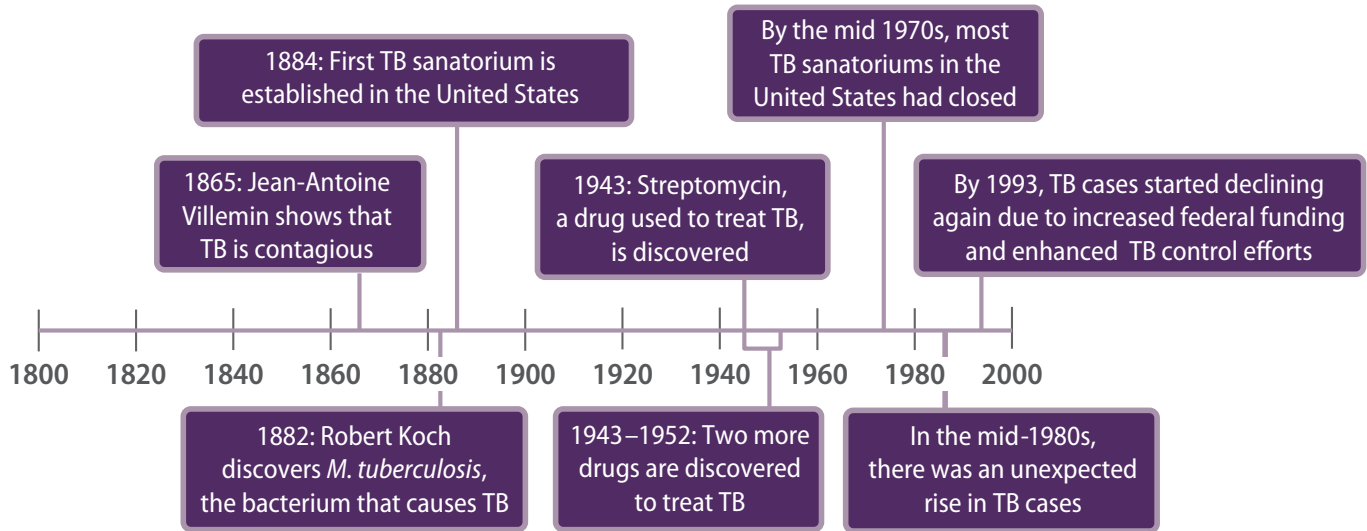 1884: First TB sanatorium is
established in the United States
By the mid 1970s, most
TB sanatoriums in the
United States had closed
1865: Jean-Antoine
Villemin shows that
TB is contagious
1943: Streptomycin,
a drug used to treat TB,
is discovered
By 1993, TB cases started declining
again due to increased federal funding
and enhanced TB control efforts
1800 1820 1840 1860 1880 1900 1920 1940 1960 1980 2000
1882: Robert Koch
discovers M. tuberculosis,
the bacterium that causes TB
1943–1952: Two more
drugs are discovered
to treat TB
In the mid-1980s,
there was an unexpected
rise in TB cases